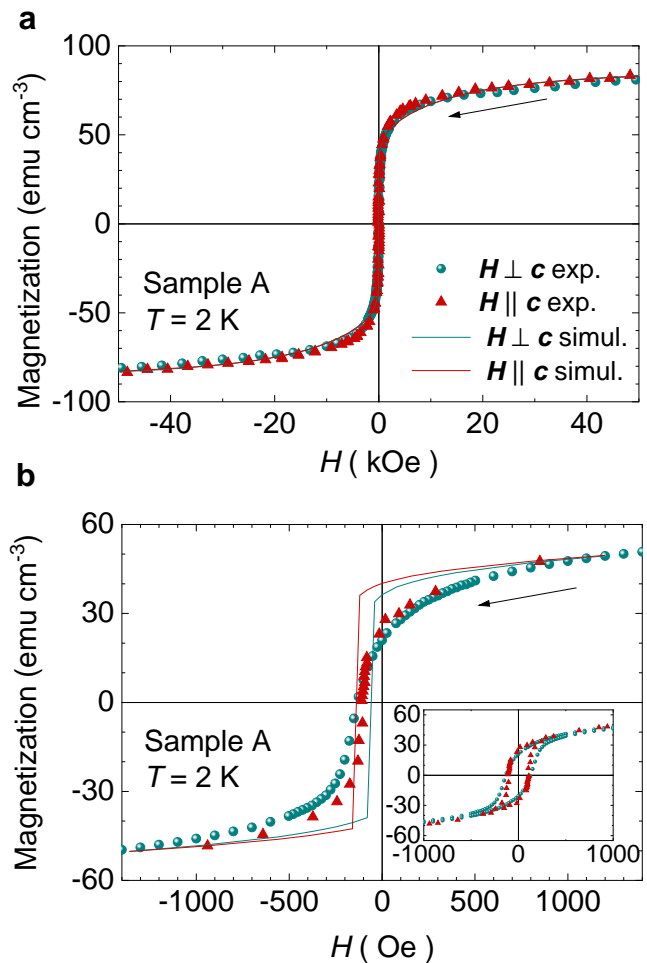 a
100
50
0
-50
-100
Magnetization (emu cm-3)
Sample A
T = 2 K
H ⊥ c exp.
H || c exp.
H ⊥ c simul.
H || c simul.
-40 -20 0 20 40
H ( kOe )
b
60
30
0
-30
-60
Magnetization (emu cm-3)
Sample A
T = 2 K
60
30
0
-30
-60
-1000 0 1000
-1000 -500 0 500 1000
H ( Oe )